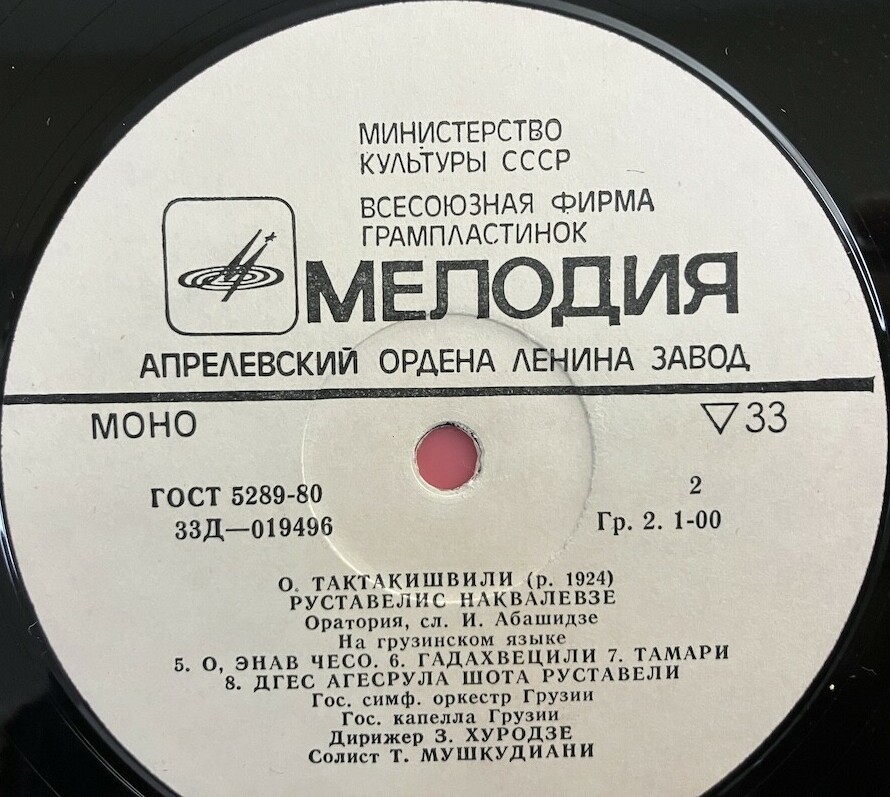 МИНИСТЕРСТВО
КУЛЬТУРЫ СССР
ВСЕСОЮЗНАЯ ФИРМА
ГРАМПЛАСТИНОК
МЕЛОДИЯ
АПРЕЛЕВСКИЙ ОРДЕНА ЛЕНИНА ЗАВОД
МОНО
▽33
ГОСТ 5289-80
2
33Д—019496
Гр. 2. 1-00
О. ТАКТАКИШВИЛИ (р. 1924)
РУСТАВЕЛИС НАКВАЛЕВЗЕ
Оратория, сл. И. Абашидзе
На грузинском языке
5. О, ЭНАВ ЧЕСО. 6. ГАДАХВЕЦИЛИ 7. ТАМАРИ
8. ДГЕС АГЕСРУЛА ШОТА РУСТАВЕЛИ
Гос. симф. оркестр Грузии
Гос. капелла Грузии
Дирижер З. ХУРОДЗЕ
Солист Т. МУШКУДИАНИ